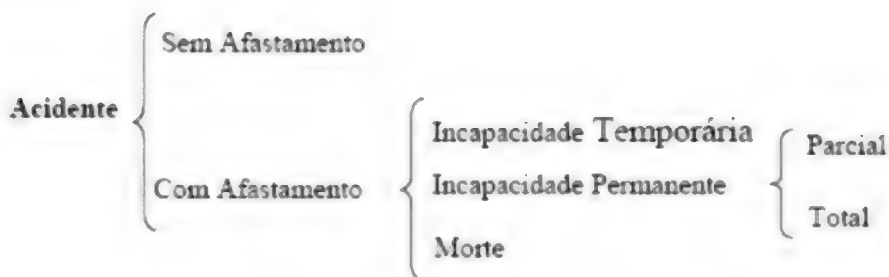 Sem Afastamento
Acidente
Com Afastamento
Incapacidade Temporária
Incapacidade Permanente
Morte
Parcial
Total